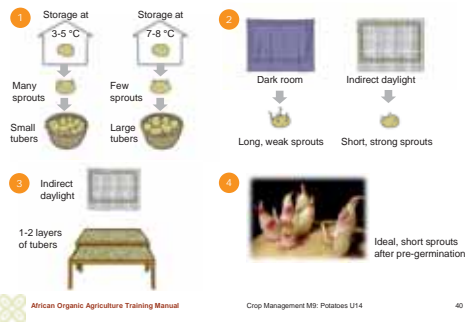 1
Storage at
3-5 °C
Many
sprouts
Small
tubers
Storage at
7-8 °C
Few
sprouts
Large
tubers
2
Dark room
Long, weak sprouts
Indirect daylight
Short, strong sprouts
3
Indirect
daylight
1-2 layers
of tubers
4
Ideal, short sprouts
after pre-germination
African Organic Agriculture Training Manual
Crop Management M9: Potatoes U14
40